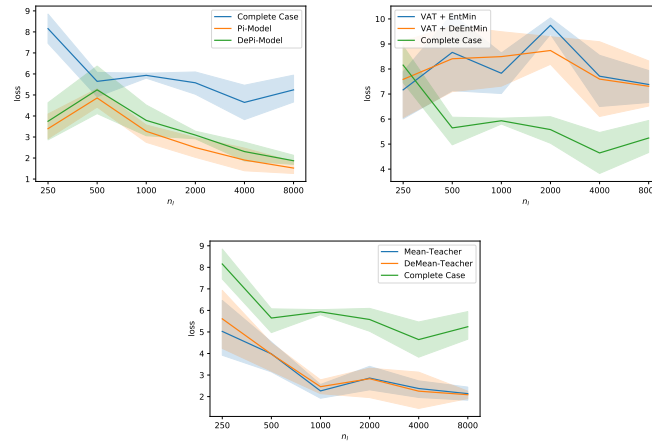 9
8
7
6
5
4
3
2
1
loss
Complete Case
Pi-Model
DePi-Model
250 500 1000 2000 4000 8000
n_l
10
9
8
7
6
5
4
loss
VAT + EntMin
VAT + DeEntMin
Complete Case
250 500 1000 2000 4000 8000
n_l
9
8
7
6
5
4
3
2
loss
Mean-Teacher
DeMean-Teacher
Complete Case
250 500 1000 2000 4000 8000
n_l